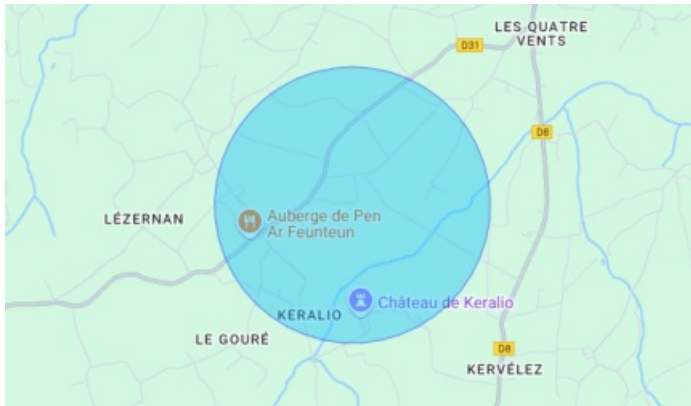 LES QUATRE
VENTS
D31
D8
Auberge de Pen
Ar Feunteun
LÉZERNAN
Château de Keralio
KERALIO
LE GOURÉ
D8
KERVÉLEZ